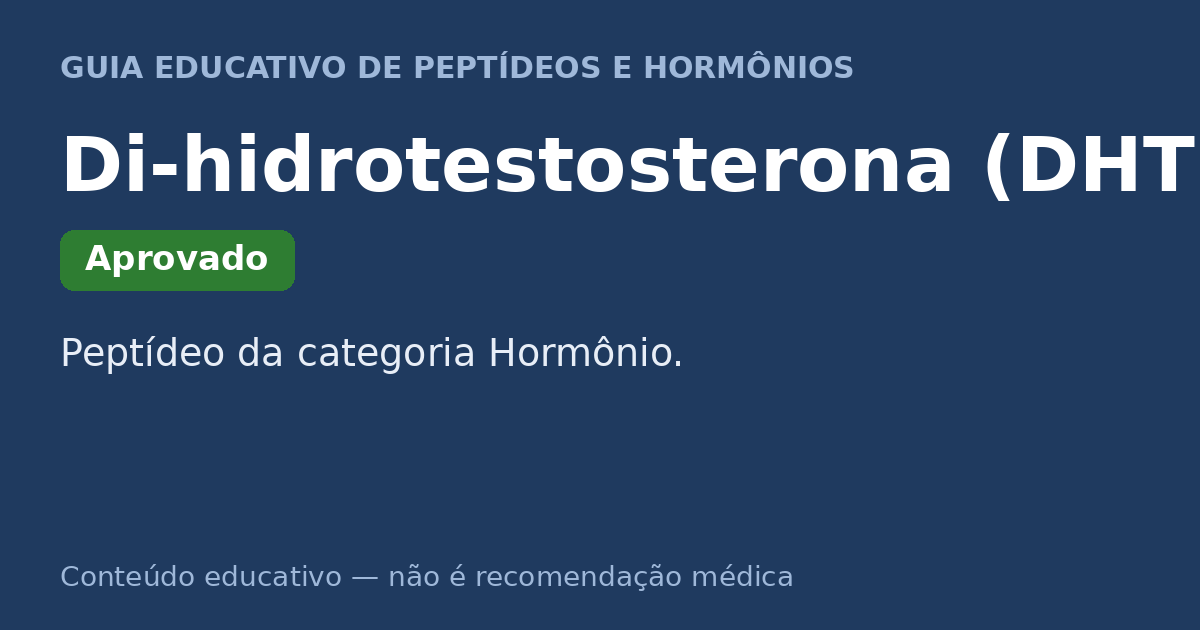 GUIA EDUCATIVO DE PEPTÍDEOS E HORMÔNIOS
Di-hidrotestosterona (DHT
Aprovado
Peptídeo da categoria Hormônio.
Conteúdo educativo — não é recomendação médica